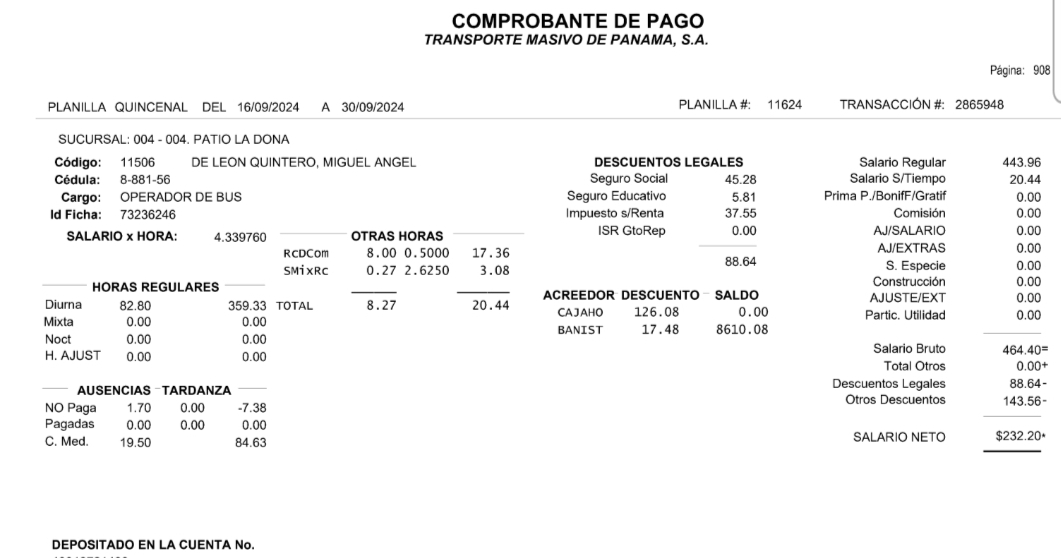 COMPROBANTE DE PAGO
TRANSPORTE MASIVO DE PANAMA, S.A.
Página: 908
PLANILLA QUINCENAL DEL 16/09/2024 A 30/09/2024 PLANILLA #: 11624 TRANSACCIÓN #: 2865948
SUCURSAL: 004 - 004. PATIO LA DONA
Código: 11506 DE LEON QUINTERO, MIGUEL ANGEL
Cédula: 8-881-56
Cargo: OPERADOR DE BUS
Id Ficha: 73236246
SALARIO x HORA: 4.339760
HORAS REGULARES
Diurna 82.80 359.33
Mixta 0.00 0.00
Noct 0.00 0.00
H. AJUST 0.00 0.00
AUSENCIAS TARDANZA
NO Paga 1.70 0.00 -7.38
Pagadas 0.00 0.00 0.00
C. Med. 19.50 84.63
OTRAS HORAS
RcDCom 8.00 0.5000 17.36
SMixRc 0.27 2.6250 3.08
TOTAL 8.27 20.44
DESCUENTOS LEGALES
Seguro Social 45.28
Seguro Educativo 5.81
Impuesto s/Renta 37.55
ISR GtoRep 0.00
88.64
ACREEDOR DESCUENTO SALDO
CAJAHO 126.08 0.00
BANIST 17.48 8610.08
Salario Regular 443.96
Salario S/Tiempo 20.44
Prima P./BonifF/Gratif 0.00
Comisión 0.00
AJ/SALARIO 0.00
AJ/EXTRAS 0.00
S. Especie 0.00
Construcción 0.00
AJUSTE/EXT 0.00
Partic. Utilidad 0.00
Salario Bruto 464.40=
Total Otros 0.00+
Descuentos Legales 88.64-
Otros Descuentos 143.56-
SALARIO NETO $232.20*
DEPOSITADO EN LA CUENTA No.